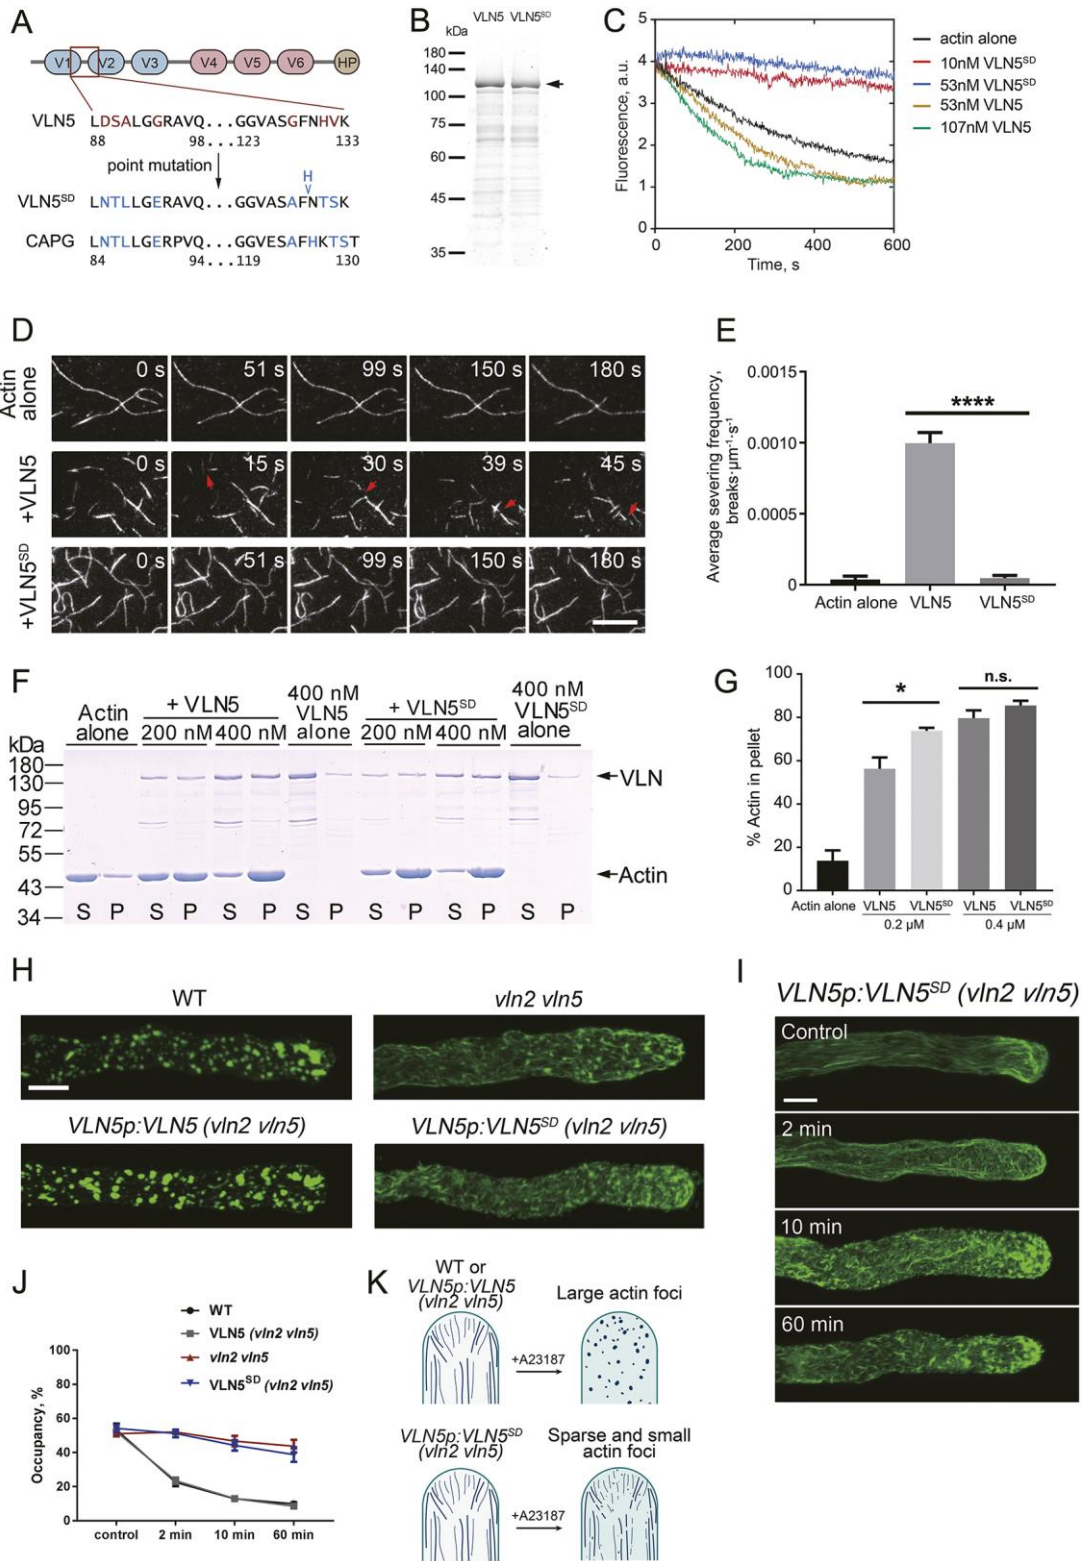 A
V1 V2 V3 V4 V5 V6 HP
VLN5 LDSALGGRAVQ...GGVASGFNHVK
88 98...123 133
point mutation
H
V
VLN5SD LNTLLGERAVQ...GGVASAFNTSK
CAPG LNTLLGERPVQ...GGVESAFHKTST
84 94...119 130
B
VLN5 VLN5SD
kDa
180
140
100
75
60
45
35
C
Fluorescence, a.u.
5
4
3
2
1
0
0 200 400 600
Time, s
actin alone
10nM VLN5SD
53nM VLN5SD
53nM VLN5
107nM VLN5
D
Actin alone
0 s 51 s 99 s 150 s 180 s
+VLN5
0 s 15 s 30 s 39 s 45 s
+VLN5SD
0 s 51 s 99 s 150 s 180 s
E
Average severing frequency,
breaks·µm-1·s-1
0.0015
0.0010
0.0005
0
****
Actin alone VLN5 VLN5SD
F
kDa
Actin alone
+ VLN5
200 nM 400 nM
400 nM VLN5 alone
+ VLN5SD
200 nM 400 nM
400 nM VLN5SD alone
180
130
95
72
55
43
34
VLN
Actin
S P S P S P S P S P S P S P
G
% Actin in pellet
100
80
60
40
20
0
*
n.s.
Actin alone VLN5 VLN5SD VLN5 VLN5SD
0.2 µM 0.4 µM
H
WT
vln2 vln5
VLN5p:VLN5 (vln2 vln5)
VLN5p:VLN5SD (vln2 vln5)
I
VLN5p:VLN5SD (vln2 vln5)
Control
2 min
10 min
60 min
J
WT
VLN5 (vln2 vln5)
vln2 vln5
VLN5SD (vln2 vln5)
Occupancy, %
100
80
60
40
20
0
control 2 min 10 min 60 min
K
WT or
VLN5p:VLN5
(vln2 vln5)
Large actin foci
+A23187
VLN5p:VLN5SD
(vln2 vln5)
Sparse and small
actin foci
+A23187